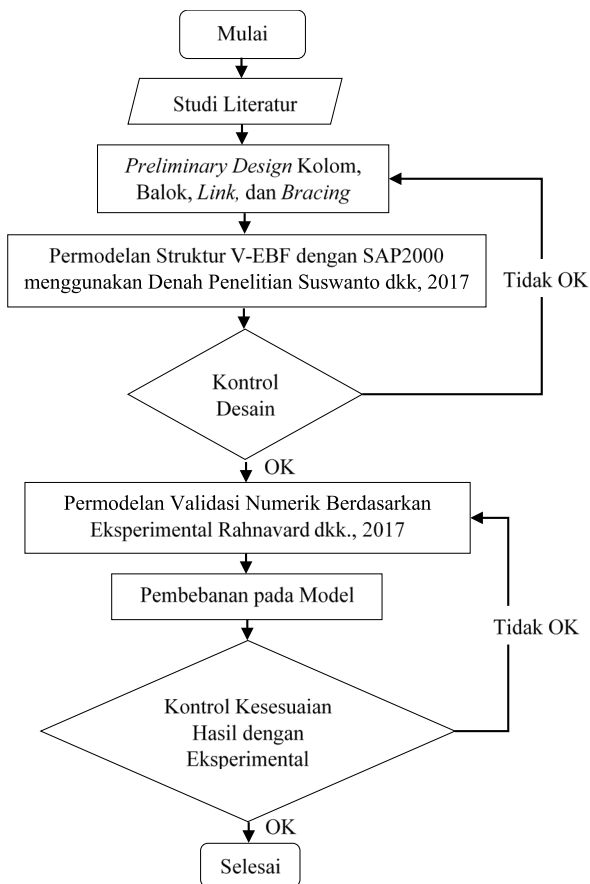 Mulai
Studi Literatur
Preliminary Design Kolom,
Balok, Link, dan Bracing
Permodelan Struktur V-EBF dengan SAP2000
menggunakan Denah Penelitian Suswanto dkk, 2017
Tidak OK
Kontrol
Desain
OK
Permodelan Validasi Numerik Berdasarkan
Eksperimental Rahnavard dkk., 2017
Pembebanan pada Model
Tidak OK
Kontrol Kesesuaian
Hasil dengan
Eksperimental
OK
Selesai